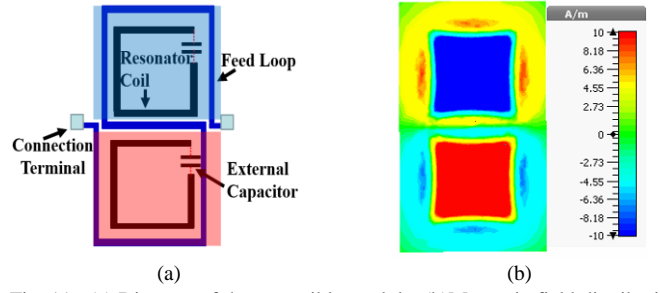 Resonator
Coil
Feed Loop
Connection
Terminal
External
Capacitor
(a)
A/m
10
8.18
6.36
4.55
2.73
0
-2.73
-4.55
-6.36
-8.18
-10
(b)